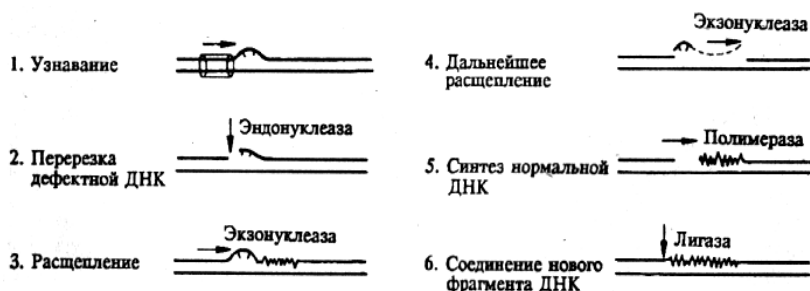 1. Узнавание
Эндонуклеаза
2. Перерезка
дефектной ДНК
Экзонуклеаза
3. Расщепление
Экзонуклеаза
4. Дальнейшее
расщепление
Полимераза
5. Синтез нормальной
ДНК
Лигаза
6. Соединение нового
фрагмента ДНК